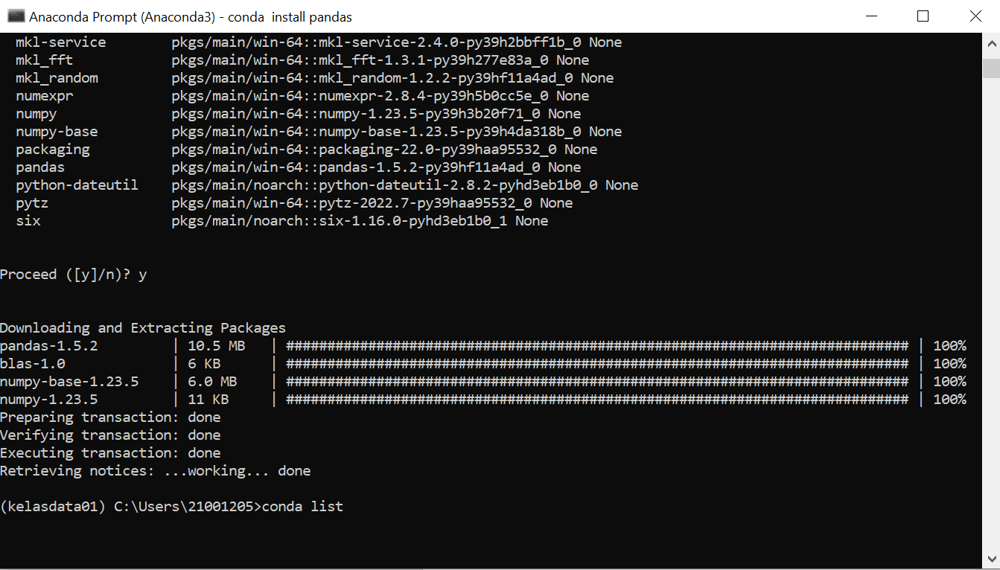 Anaconda Prompt (Anaconda3) - conda  install pandas
  mkl-service        pkgs/main/win-64::mkl-service-2.4.0-py39h2bbff1b_0 None
  mkl_fft            pkgs/main/win-64::mkl_fft-1.3.1-py39h277e83a_0 None
  mkl_random         pkgs/main/win-64::mkl_random-1.2.2-py39hf11a4ad_0 None
  numexpr            pkgs/main/win-64::numexpr-2.8.4-py39h5b0cc5e_0 None
  numpy              pkgs/main/win-64::numpy-1.23.5-py39h3b20f71_0 None
  numpy-base         pkgs/main/win-64::numpy-base-1.23.5-py39h4da318b_0 None
  packaging          pkgs/main/win-64::packaging-22.0-py39haa95532_0 None
  pandas             pkgs/main/win-64::pandas-1.5.2-py39hf11a4ad_0 None
  python-dateutil    pkgs/main/noarch::python-dateutil-2.8.2-pyhd3eb1b0_0 None
  pytz               pkgs/main/win-64::pytz-2022.7-py39haa95532_0 None
  six                pkgs/main/noarch::six-1.16.0-pyhd3eb1b0_1 None
Proceed ([y]/n)? y
Downloading and Extracting Packages
pandas-1.5.2         | 10.5 MB   | ############################################################################ | 100%
blas-1.0             | 6 KB      | ############################################################################ | 100%
numpy-base-1.23.5    | 6.0 MB    | ############################################################################ | 100%
numpy-1.23.5         | 11 KB     | ############################################################################ | 100%
Preparing transaction: done
Verifying transaction: done
Executing transaction: done
Retrieving notices: ...working... done
(kelasdata01) C:\Users\21001205>conda list